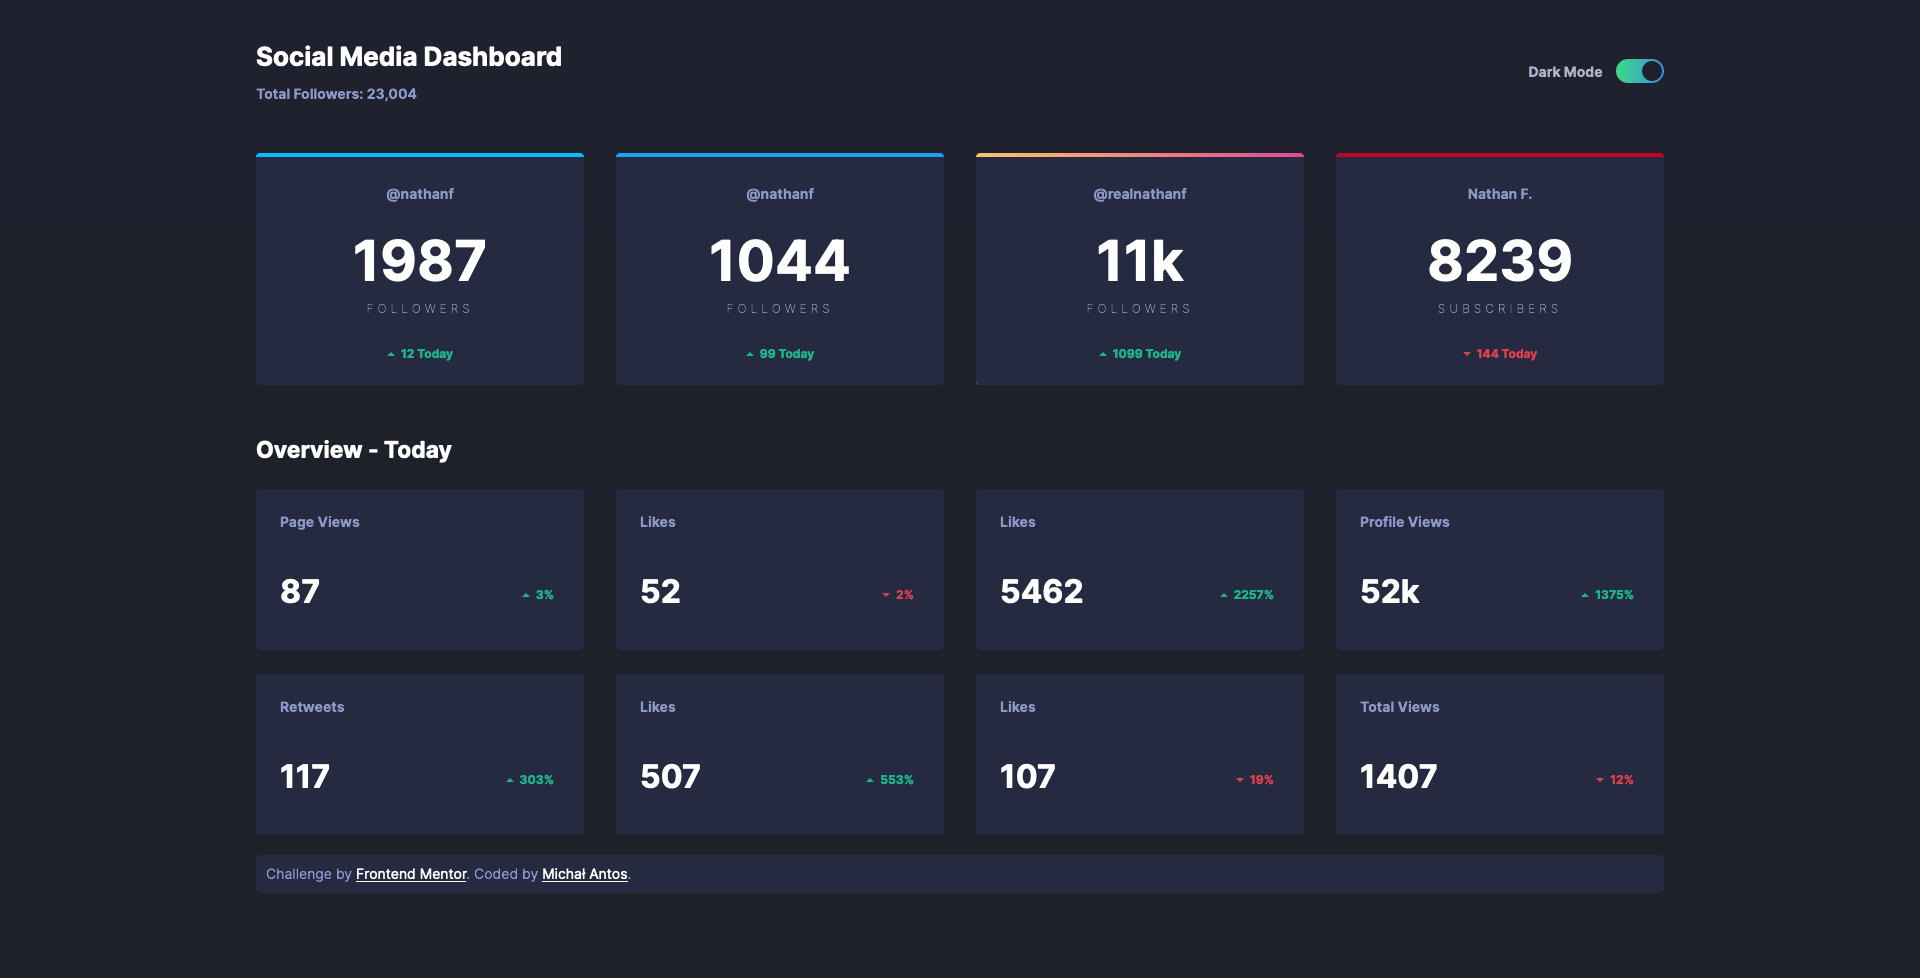 Social Media Dashboard
Total Followers: 23,004
Dark Mode
@nathanf
1987
FOLLOWERS
12 Today
@nathanf
1044
FOLLOWERS
99 Today
@realnathanf
11k
FOLLOWERS
1099 Today
Nathan F.
8239
SUBSCRIBERS
144 Today
Overview - Today
Page Views
87
3%
Likes
52
2%
Likes
5462
2257%
Profile Views
52k
1375%
Retweets
117
303%
Likes
507
553%
Likes
107
19%
Total Views
1407
12%
Challenge by Frontend Mentor. Coded by Michał Antos.